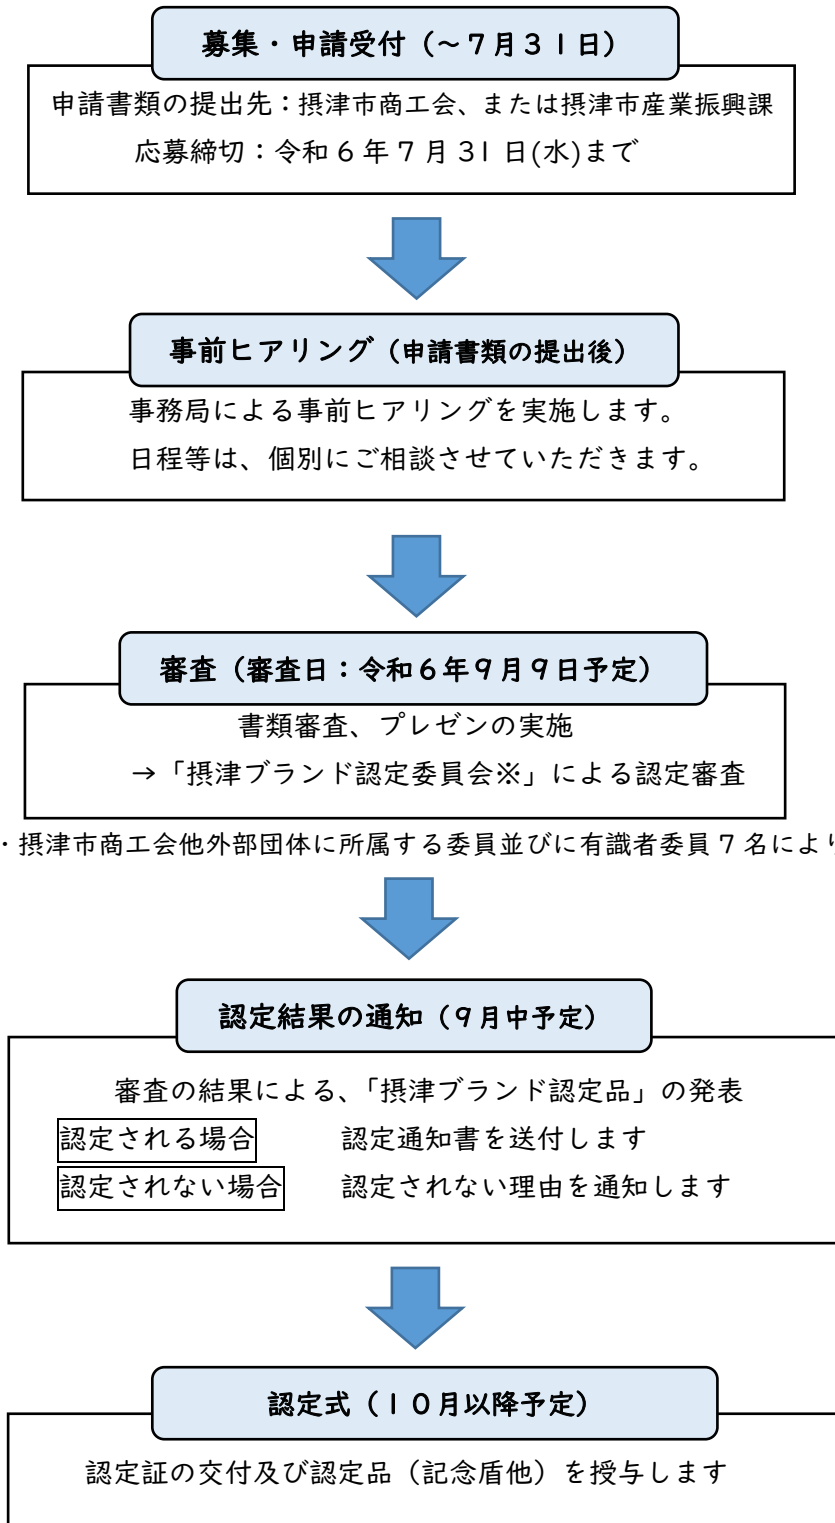 募集・申請受付（～７月３１日）
申請書類の提出先：摂津市商工会、または摂津市産業振興課
応募締切：令和６年７月31日(水)まで
事前ヒアリング（申請書類の提出後）
事務局による事前ヒアリングを実施します。
日程等は、個別にご相談させていただきます。
審査（審査日：令和６年９月９日予定）
書類審査、プレゼンの実施
→「摂津ブランド認定委員会※」による認定審査
・摂津市商工会他外部団体に所属する委員並びに有識者委員７名により
認定結果の通知（９月中予定）
審査の結果による、「摂津ブランド認定品」の発表
認定される場合　　　認定通知書を送付します
認定されない場合　　認定されない理由を通知します
認定式（１０月以降予定）
認定証の交付及び認定品（記念盾他）を授与します